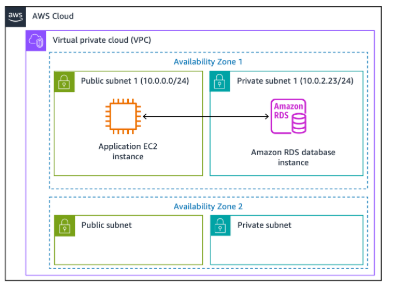 aws
AWS Cloud
Virtual private cloud (VPC)
Availability Zone 1
Public subnet 1 (10.0.0.0/24)
Private subnet 1 (10.0.2.23/24)
Amazon
RDS
Application EC2
instance
Amazon RDS database
instance
Availability Zone 2
Public subnet
Private subnet